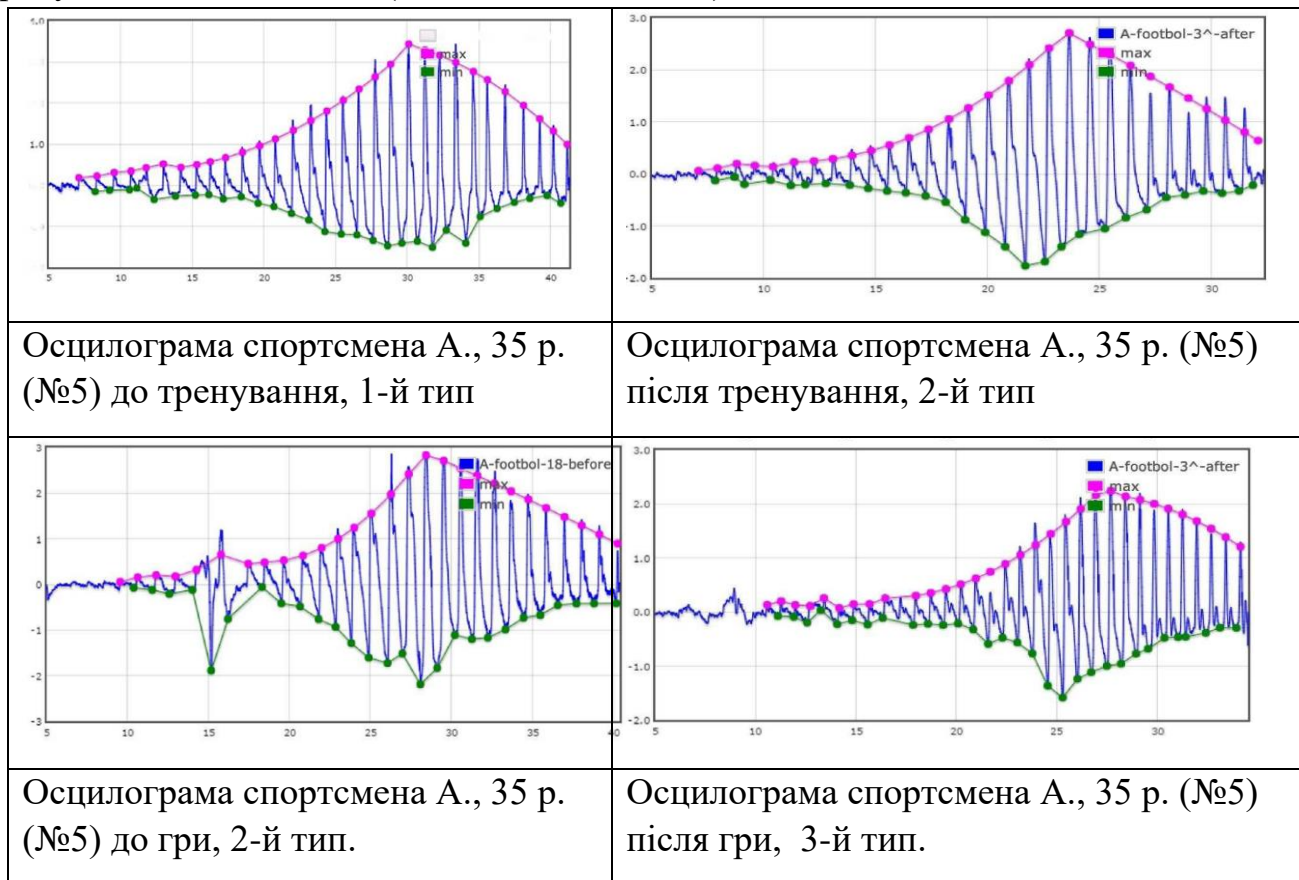 5.0
max
min
1.0
5 10 15 20 25 30 35 40
3.0
A-footbol-3^-after
max
min
2.0
1.0
0.0
-1.0
-2.0
5 10 15 20 25 30
Осцилограма спортсмена А., 35 р.
(№5) до тренування, 1-й тип
Осцилограма спортсмена А., 35 р. (№5)
після тренування, 2-й тип
3
A-footbol-18-before
max
min
2
1
0
-1
-2
-3
5 10 15 20 25 30 35 40
3.0
A-footbol-3^-after
max
min
2.0
1.0
0.0
-1.0
-2.0
5 10 15 20 25 30
Осцилограма спортсмена А., 35 р.
(№5) до гри, 2-й тип.
Осцилограма спортсмена А., 35 р. (№5)
після гри, 3-й тип.